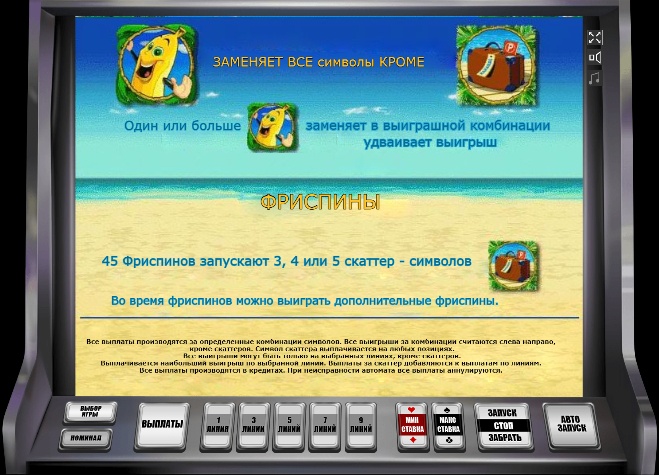 ЗАМЕНЯЕТ ВСЕ символы КРОМЕ
Один или больше
заменяет в выиграшной комбинации
удваивает выигрыш
ФРИСПИНЫ
45 Фриспинов запускают 3, 4 или 5 скаттер - символов
Во время фриспинов можно выиграть дополнительные фриспины.
Все выплаты производятся за определенные комбинации символов. Все выигрыши за комбинации считаются слева направо,
кроме скаттеров. Символ скаттера выплачивается на любых позициях.
Все выигрыши могут быть только на выбранных линиях, кроме скаттеров.
Выплачивается наибольший выигрыш по выбранной линии. Выплаты за скаттер добавляются к выплатам по линиям.
Все выплаты производятся в кредитах. При неисправности автомата все выплаты аннулируются.
ВЫБОР
ИГРЫ
НОМИНАЛ
ВЫПЛАТЫ
1
ЛИНИЯ
3
ЛИНИИ
5
ЛИНИЙ
7
ЛИНИЙ
9
ЛИНИЙ
МИН
СТАВКА
МАКС
СТАВКА
ЗАПУСК
СТОП
ЗАБРАТЬ
АВТО
ЗАПУСК